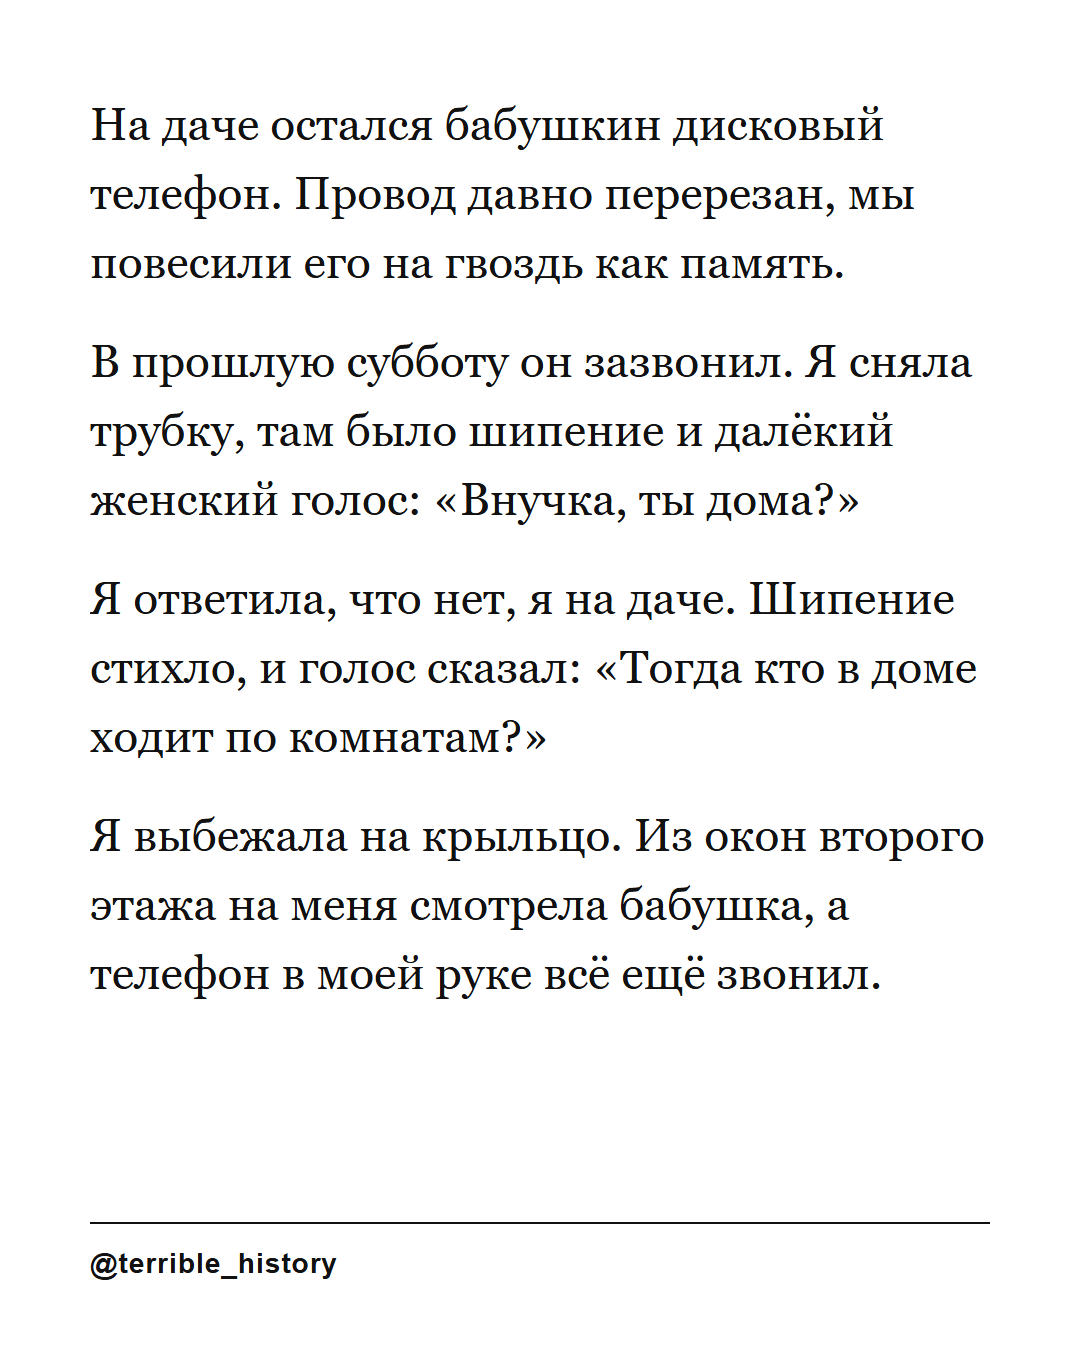 На даче остался бабушкин дисковый
телефон. Провод давно перерезан, мы
повесили его на гвоздь как память.
В прошлую субботу он зазвонил. Я сняла
трубку, там было шипение и далёкий
женский голос: «Внучка, ты дома?»
Я ответила, что нет, я на даче. Шипение
стихло, и голос сказал: «Тогда кто в доме
ходит по комнатам?»
Я выбежала на крыльцо. Из окон второго
этажа на меня смотрела бабушка, а
телефон в моей руке всё ещё звонил.
@terrible_history